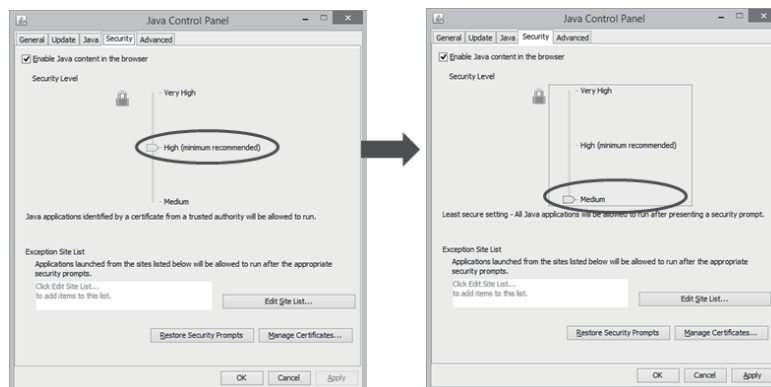 Java Control Panel
General Update Java Security Advanced
Enable Java content in the browser
Security Level
Very High
High (minimum recommended)
Medium
Java applications identified by a certificate from a trusted authority will be allowed to run.
Exception Site List
Applications launched from the sites listed below will be allowed to run after the appropriate
security prompts.
Click Edit Site List...
to add items to this list.
Edit Site List...
Restore Security Prompts Manage Certificates...
OK Cancel Apply
Java Control Panel
General Update Java Security Advanced
Enable Java content in the browser
Security Level
Very High
High (minimum recommended)
Medium
Least secure setting - All Java applications will be allowed to run after presenting a security prompt.
Exception Site List
Applications launched from the sites listed below will be allowed to run after the appropriate
security prompts.
Click Edit Site List...
to add items to this list.
Edit Site List...
Restore Security Prompts Manage Certificates...
OK Cancel Apply